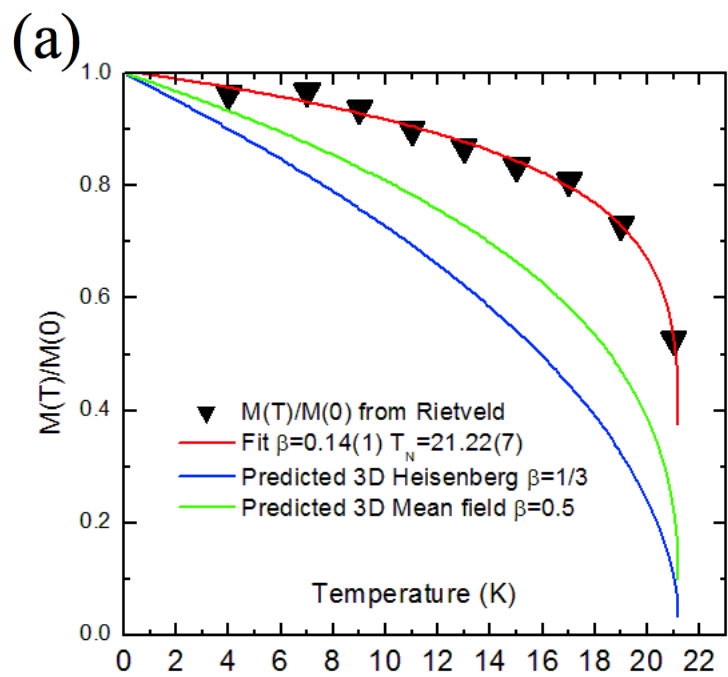 (a)
1.0
0.8
0.6
0.4
0.2
0.0
M(T)/M(0)
M(T)/M(0) from Rietveld
Fit β=0.14(1) T_N=21.22(7)
Predicted 3D Heisenberg β=1/3
Predicted 3D Mean field β=0.5
Temperature (K)
0 2 4 6 8 10 12 14 16 18 20 22